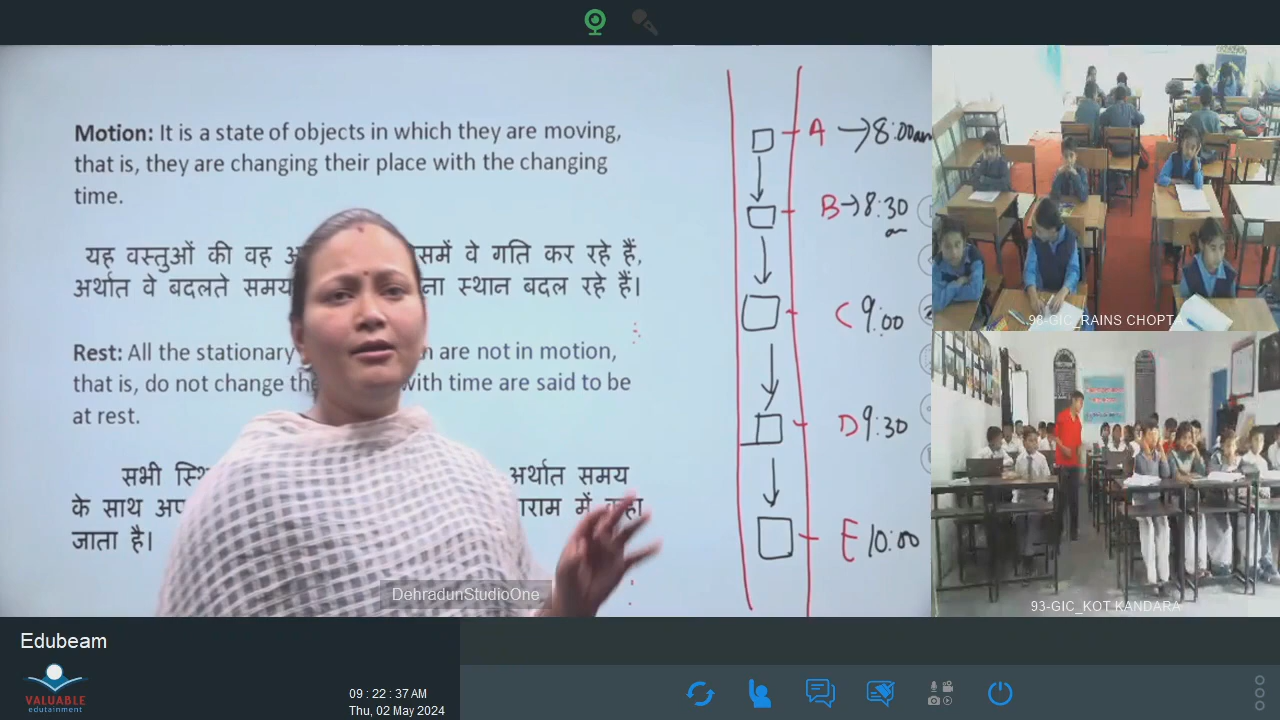 Motion: It is a state of objects in which they are moving,
that is, they are changing their place with the changing
time.
यह वस्तुओं की वह समें वे गति कर रहे हैं,
अर्थात वे बदलते समय ना स्थान बदल रहे हैं।
Rest: All the stationary are not in motion,
that is, do not change with time are said to be
at rest.
सभी अर्थात समय
के साथ में कहा
जाता है।
A → 8:00am
B → 8:30
am
C 9:00
D 9:30
E 10:00
DehradunStudioOne
98-GIC_RAINS CHOPTA
93-GIC_KOT KANDARA
Edubeam
VALUABLE
edutainment
09 : 22 : 37 AM
Thu, 02 May 2024